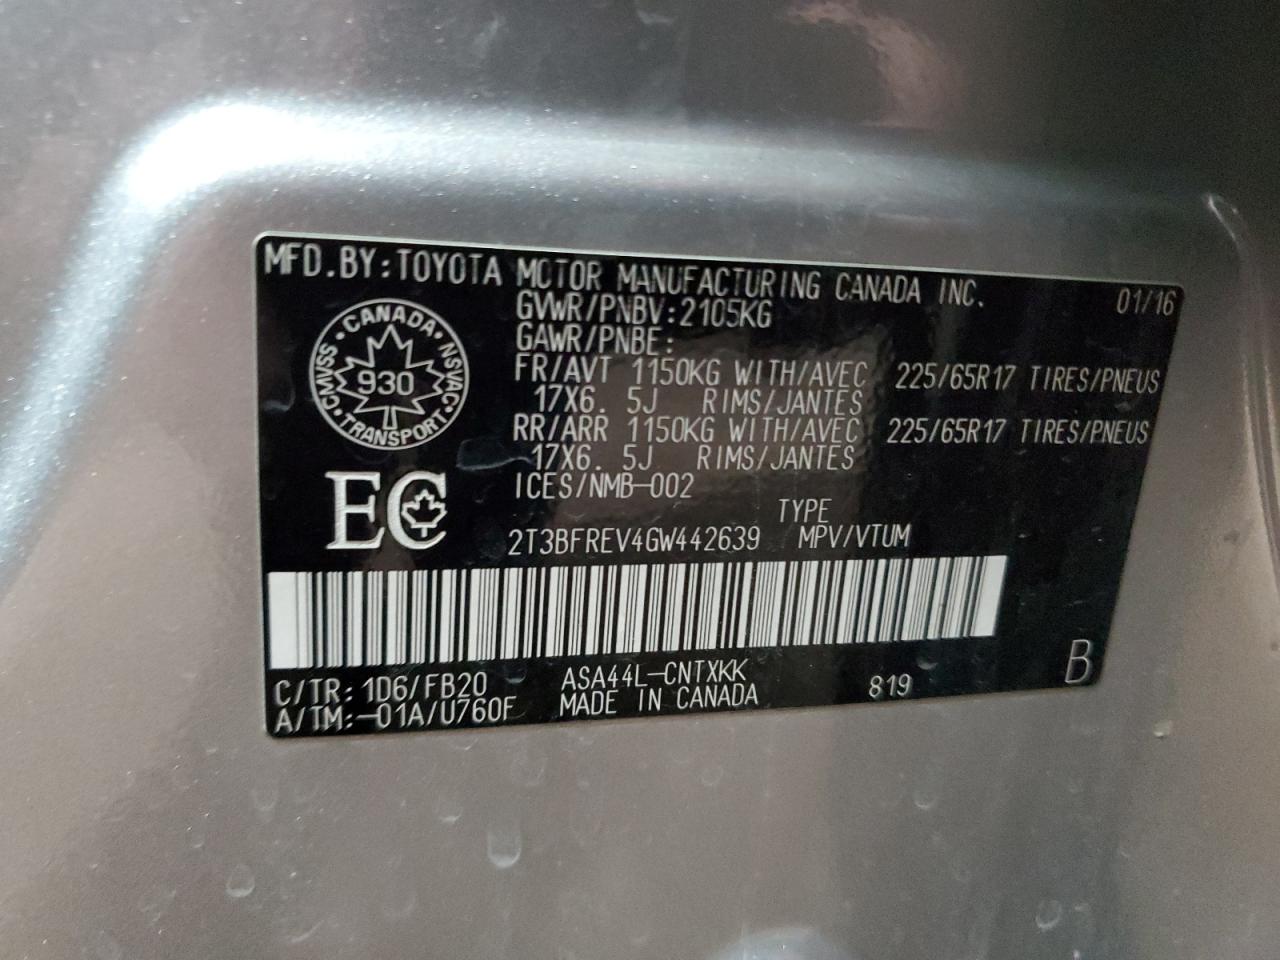 MFD.BY:TOYOTA MOTOR MANUFACTURING CANADA INC. 01/16
GVWR/PNBV:2105KG
GAWR/PNBE:
FR/AVT 1150KG WITH/AVEC 225/65R17 TIRES/PNEUS
17X6. 5J RIMS/JANTES
RR/ARR 1150KG WITH/AVEC 225/65R17 TIRES/PNEUS
17X6. 5J RIMS/JANTES
ICES/NMB-002
CANADA
CMVSS
NSVAC
930
TRANSPORT
EC
TYPE
2T3BFREV4GW442639 MPV/VTUM
C/TR: 1D6/FB20 ASA44L-CNTXKK 819 B
A/TM:-01A/U760F MADE IN CANADA